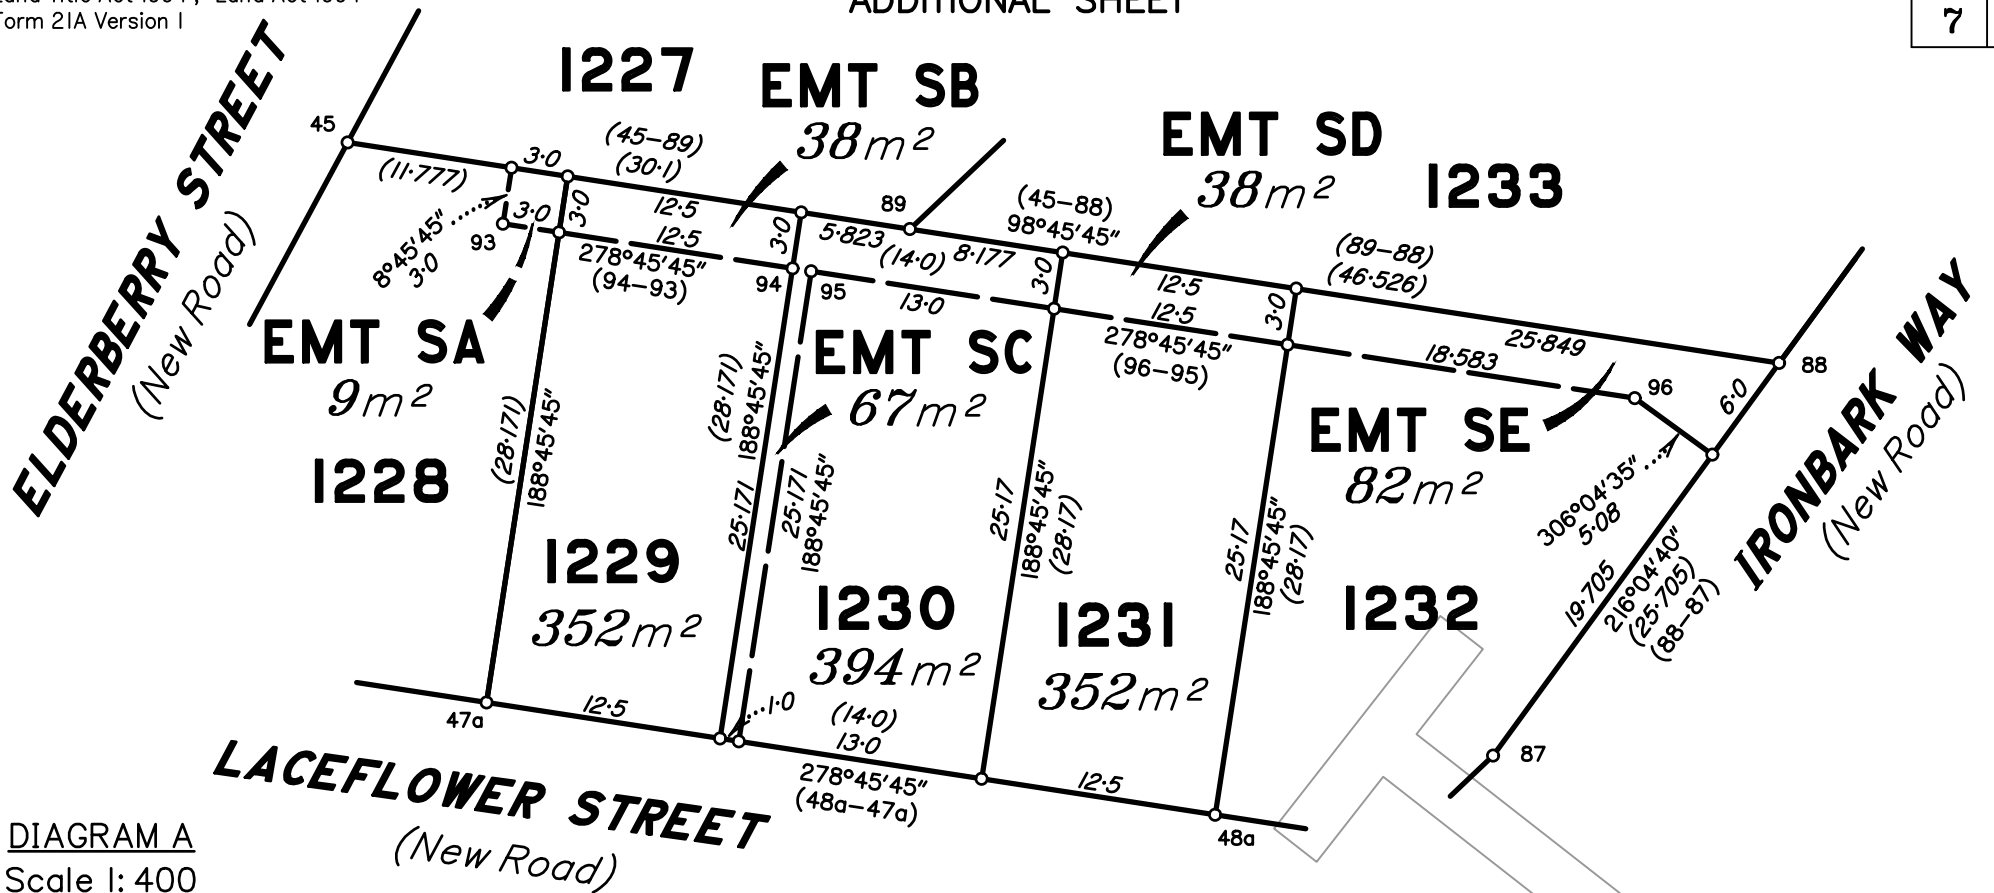 Form 21A Version 1
ADDITIONAL SHEET
7
ELDERBERRY STREET
(New Road)
45
1227
EMT SB
38m²
EMT SD
38m²
1233
(11·777)
3·0
(45-89)
(30·1)
3·0
12·5
89
(45-88)
98°45'45"
(89-88)
(46·526)
8°45'45"
3·0
93
3·0
12·5
278°45'45"
(94-93)
3·0
94
95
5·823
(14·0)
8·177
3·0
13·0
12·5
12·5
278°45'45"
(96-95)
3·0
25·849
18·583
96
88
6·0
IRONBARK WAY
(New Road)
EMT SA
9m²
EMT SC
67m²
EMT SE
82m²
306°04'35"
5·08
1228
(28·171)
188°45'45"
1229
352m²
(28·171)
188°45'45"
25·171
25·171
188°45'45"
1230
394m²
25·17
188°45'45"
(28·17)
1231
352m²
25·17
188°45'45"
(28·17)
1232
19·705
216°04'40"
(25·705)
(88-87)
87
47a
12·5
1·0
(14·0)
13·0
278°45'45"
(48a-47a)
12·5
48a
LACEFLOWER STREET
(New Road)
DIAGRAM A
Scale 1: 400